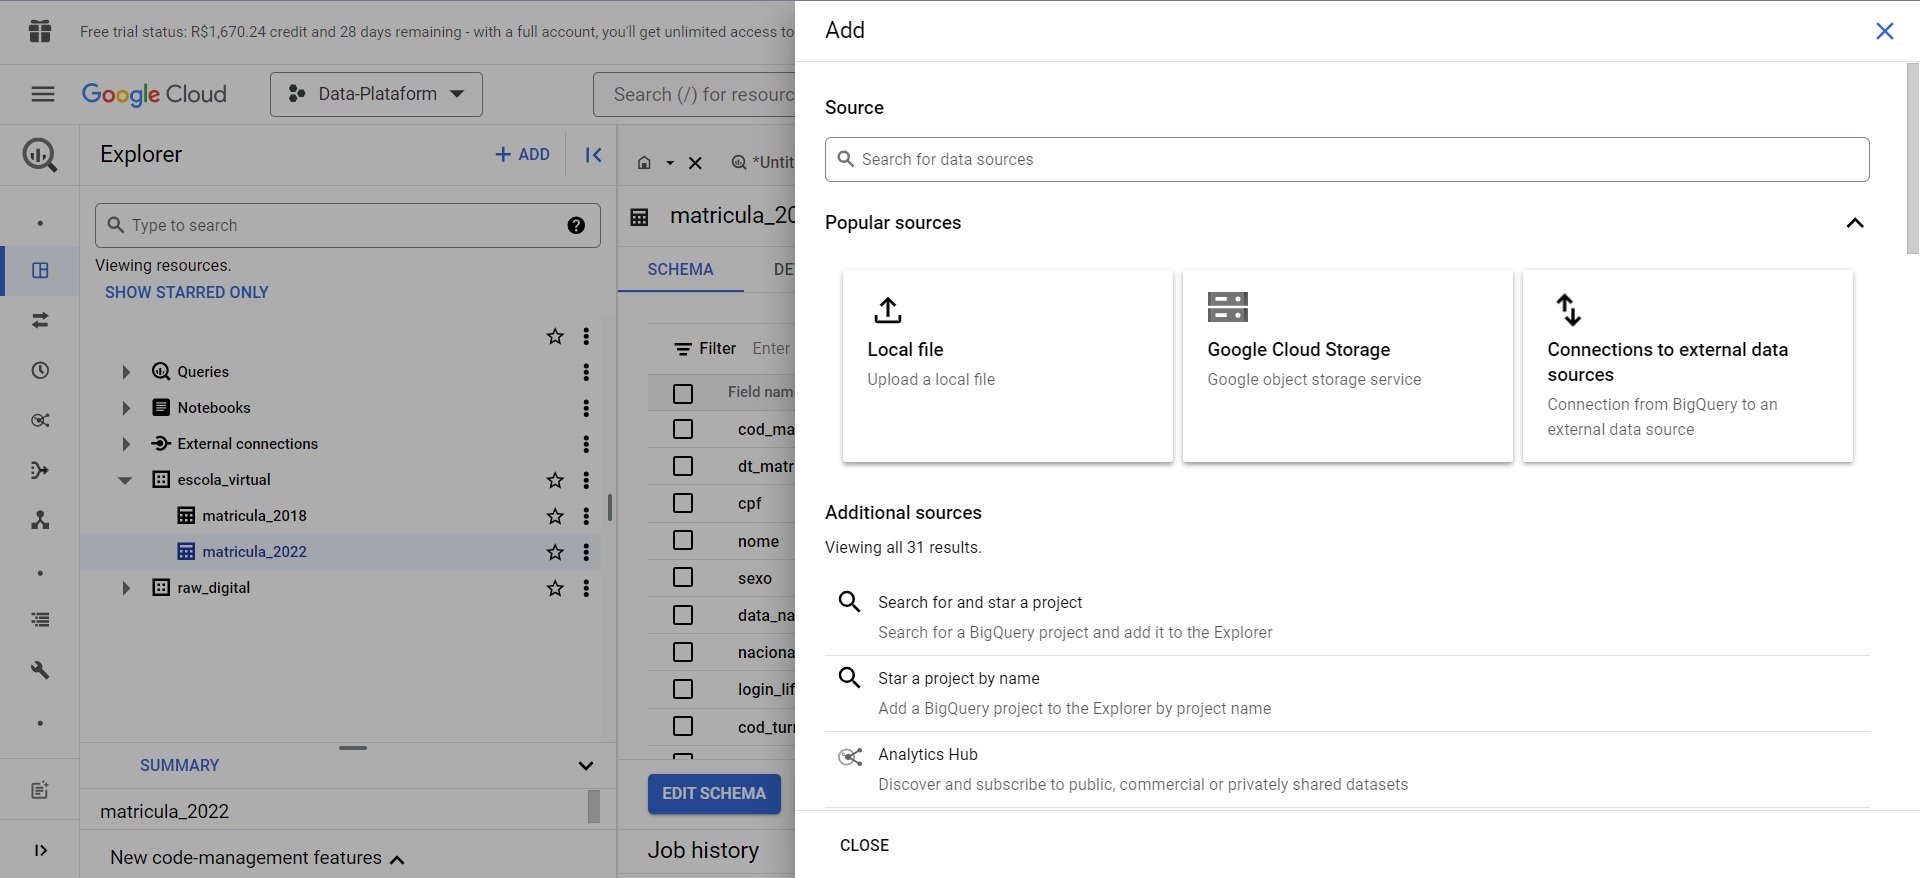 Free trial status: R$1,670.24 credit and 28 days remaining - with a full account, you'll get unlimited access to
Google Cloud
Data-Plataform
Search (/) for resourc
Explorer
+ ADD
*Untit
Type to search
Viewing resources.
SHOW STARRED ONLY
Queries
Notebooks
External connections
escola_virtual
matricula_2018
matricula_2022
raw_digital
SUMMARY
matricula_2022
New code-management features
matricula_20
SCHEMA
DE
Filter
Enter
Field nam
cod_ma
dt_matr
cpf
nome
sexo
data_na
naciona
login_lif
cod_turr
EDIT SCHEMA
Job history
Add
Source
Search for data sources
Popular sources
Local file
Upload a local file
Google Cloud Storage
Google object storage service
Connections to external data
sources
Connection from BigQuery to an
external data source
Additional sources
Viewing all 31 results.
Search for and star a project
Search for a BigQuery project and add it to the Explorer
Star a project by name
Add a BigQuery project to the Explorer by project name
Analytics Hub
Discover and subscribe to public, commercial or privately shared datasets
CLOSE